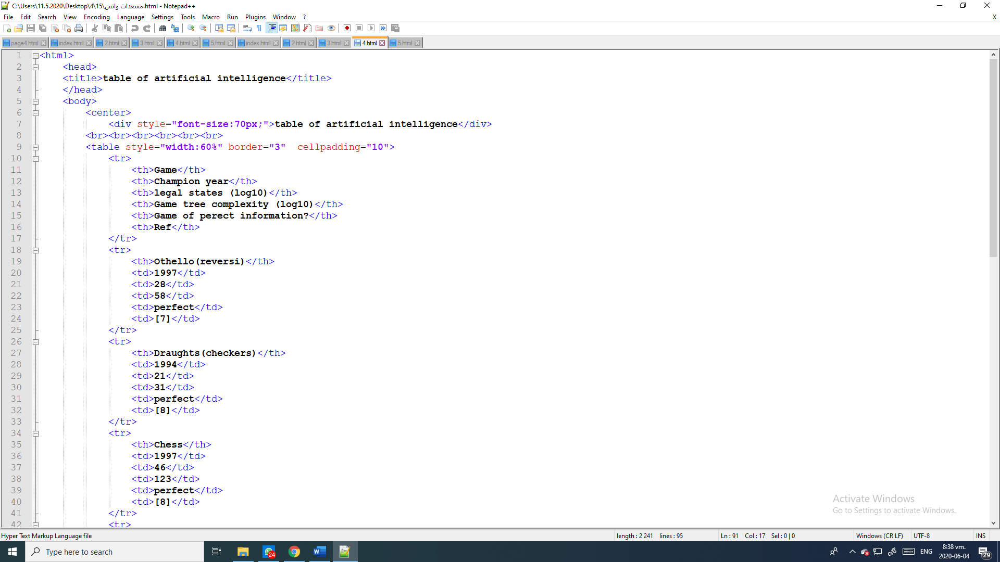 C:\Users\11.5.2020\Desktop\4\15\مسعدات واتس.html - Notepad++
File Edit Search View Encoding Language Settings Tools Macro Run Plugins Window ? X
page4.html index.html 2.html 3.html 4.html 5.html index.html 2.html 3.html 4.html 5.html
1 <html>
2 <head>
3 <title>table of artificial intelligence</title>
4 </head>
5 <body>
6 <center>
7 <div style="font-size:70px;">table of artificial intelligence</div>
8 <br><br><br><br><br><br>
9 <table style="width:60%" border="3" cellpadding="10">
10 <tr>
11 <th>Game</th>
12 <th>Champion year</th>
13 <th>legal states (log10)</th>
14 <th>Game tree complexity (log10)</th>
15 <th>Game of perect information?</th>
16 <th>Ref</th>
17 </tr>
18 <tr>
19 <th>Othello(reversi)</th>
20 <td>1997</td>
21 <td>28</td>
22 <td>58</td>
23 <td>perfect</td>
24 <td>[7]</td>
25 </tr>
26 <tr>
27 <th>Draughts(checkers)</th>
28 <td>1994</td>
29 <td>21</td>
30 <td>31</td>
31 <td>perfect</td>
32 <td>[8]</td>
33 </tr>
34 <tr>
35 <th>Chess</th>
36 <td>1997</td>
37 <td>46</td>
38 <td>123</td>
39 <td>perfect</td>
40 <td>[8]</td>
41 </tr>
42 <tr>
Activate Windows
Go to Settings to activate Windows.
Hyper Text Markup Language file length : 2 241 lines : 95 Ln : 91 Col : 17 Sel : 0 | 0 Windows (CR LF) UTF-8 INS
Type here to search 24 ENG 8:38 vm. 29
2020-06-04